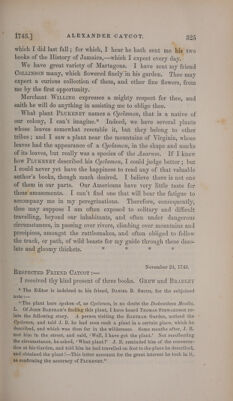 1743.] ALEXANDER CATCOT. 325
which I did last fall; for which, I hear he hath sent me his two
books of the History of Jamaica,—which I expect every day.
We have great variety of Martagons. I have sent my friend
COLLINSON many, which flowered finely in his garden. Thee may
expect a curious collection of them, and other fine flowers, from
me by the first opportunity.
Merchant WELLING expresses a mighty respect for thee, and
saith he will do anything in assisting me to oblige thee.
What plant PLUKENET names a Cyclamen, that is a native of
our colony, I can't imagine.* Indeed, we have several plants
whose leaves somewhat resemble it, but they belong to other
tribes; and I saw a plant near the mountains of Virginia, whose
leaves had the appearance of a Cyclamen, in the shape and marks
of its leaves, but really was a species of the Asarum. If I knew
how PLUKENET described his Cyclamen, I could judge better; but
I could never yet have the happiness to read any of that valuable
author's books, though much desired. I believe there is not one
of them in our parts. Our Americans have very little taste for
these amusements. I can't find one that will bear the fatigue to
accompany me in my peregrinations. Therefore, consequently,
thee may suppose I am often exposed to solitary and difficult
travelling, beyond our inhabitants, and often under dangerous
circumstances, in passing over rivers, climbing over mountains and
precipices, amongst the rattlesnakes, and often obliged to follow
the track, or path, of wild beasts for my guide through these deso-
late and gloomy thickets. * * * *
November 24, 1743.
RESPECTED FRIEND CATCOT:—
I received thy kind present of three books. GREW and BRADLEY
* The Editor is indebted to his friend, DANIEL B. SMITH, for the subjoined
note:—
"The plant here spoken of, as Cyclamen, is no doubt the Dodecatheon Meadia,
L. Of JOHN BARTRAM'S finding this plant, I have heard THOMAS STEWARDSON re-
late the following story. A person visiting the BARTRAM Garden, noticed the
Cyclamen, and told J. B. he had seen such a plant in a certain place, which he
described, and which was then far in the wilderness. Some months after, J. B.
met him in the street, and said, 'Well, I have got the plant.' Not recollecting
the circumstance, he asked, 'What plant?' J. B. reminded him of the conversa-
tion at his Garden, and told him he had travelled on foot to the place he described,
and obtained the plant!—This letter accounts for the great interest he took in it,
as confirming the accuracy of PLUKENET."